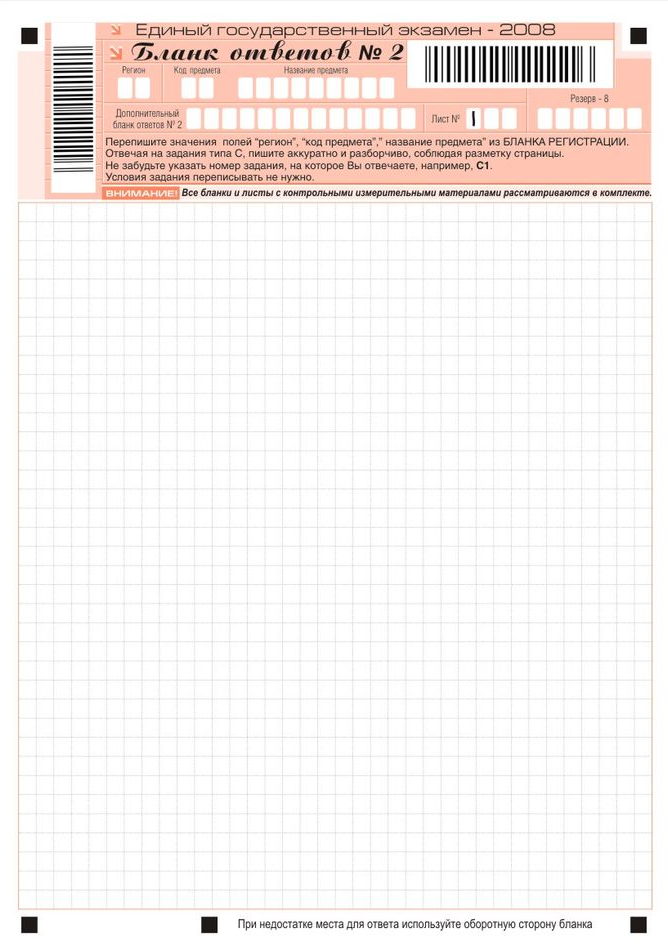 Единый государственный экзамен - 2008
Бланк ответов № 2
Регион Код предмета Название предмета
Резерв - 8
Дополнительный
бланк ответов № 2
Лист № 1
Перепишите значения полей “регион”, “код предмета”,” название предмета” из БЛАНКА РЕГИСТРАЦИИ.
Отвечая на задания типа С, пишите аккуратно и разборчиво, соблюдая разметку страницы.
Не забудьте указать номер задания, на которое Вы отвечаете, например, С1.
Условия задания переписывать не нужно.
ВНИМАНИЕ! Все бланки и листы с контрольными измерительными материалами рассматриваются в комплекте.
При недостатке места для ответа используйте оборотную сторону бланка